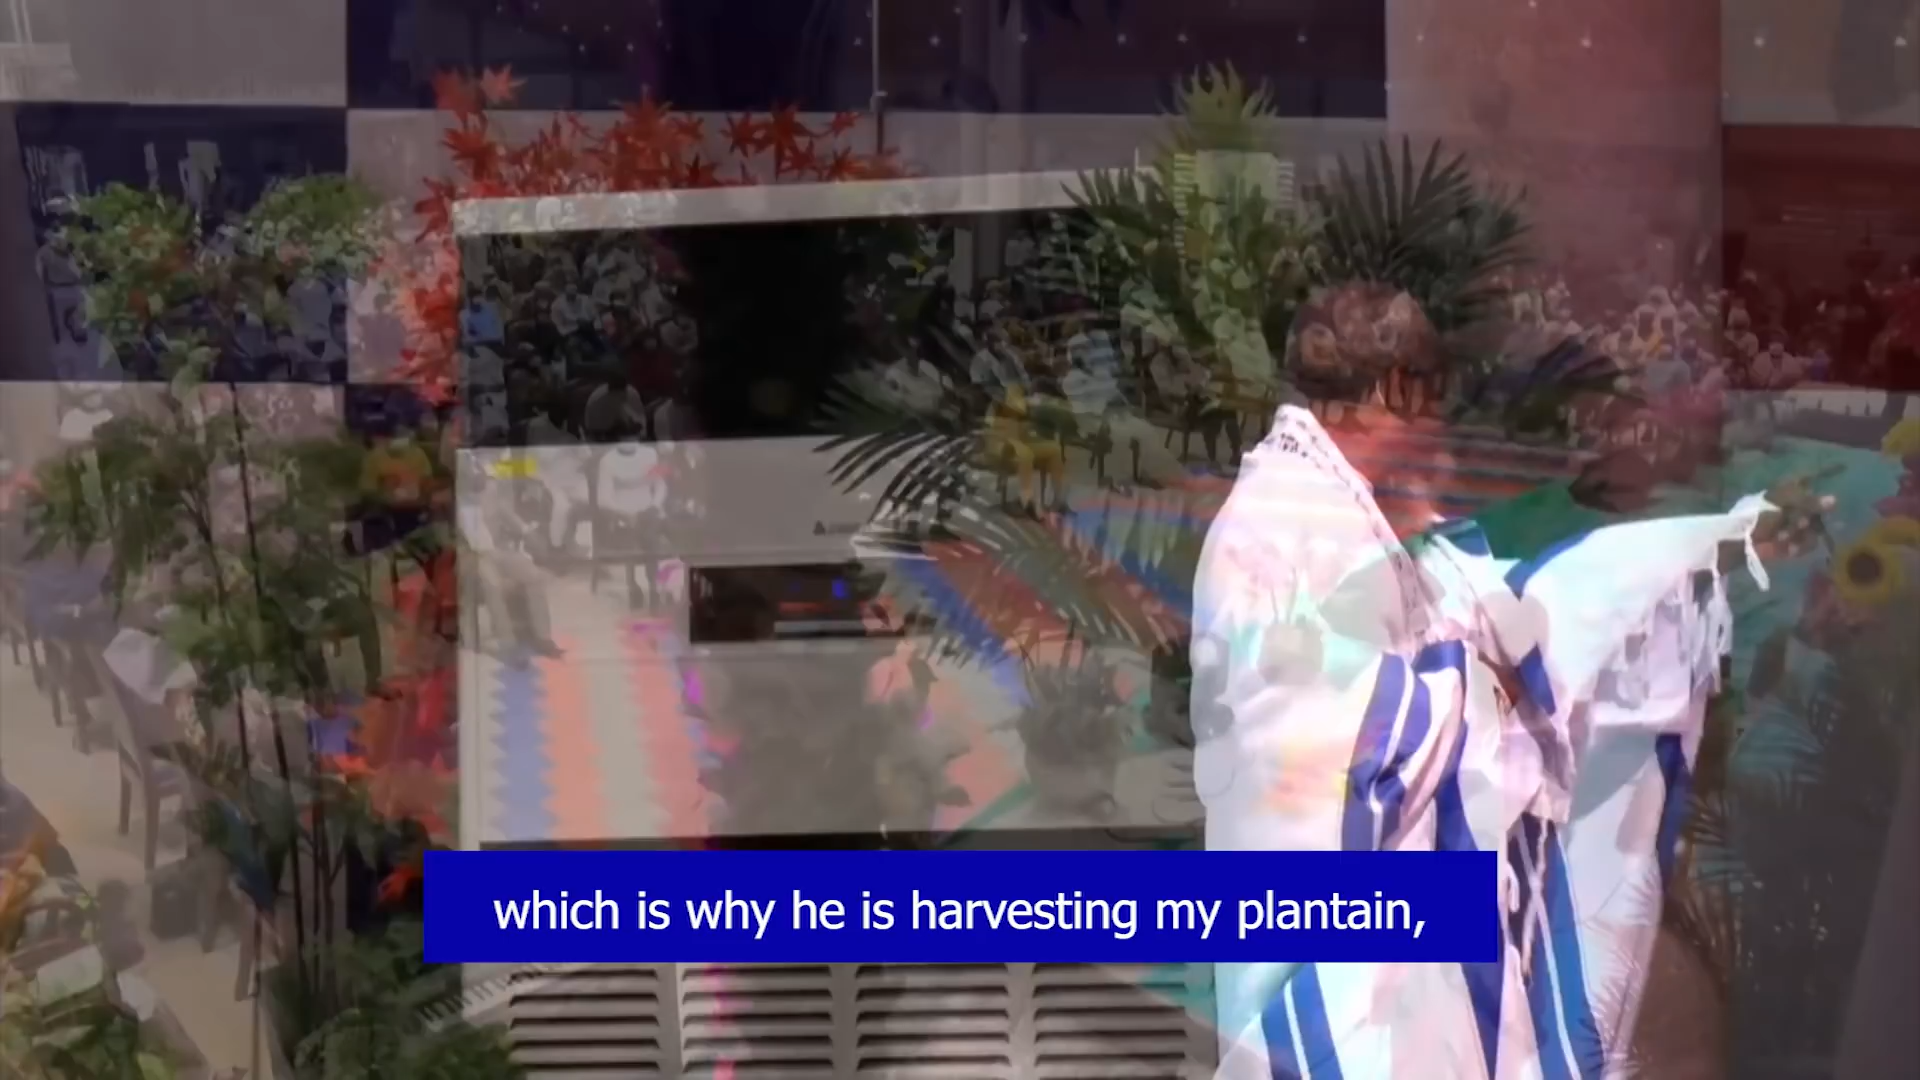 which is why he is harvesting my plantain,